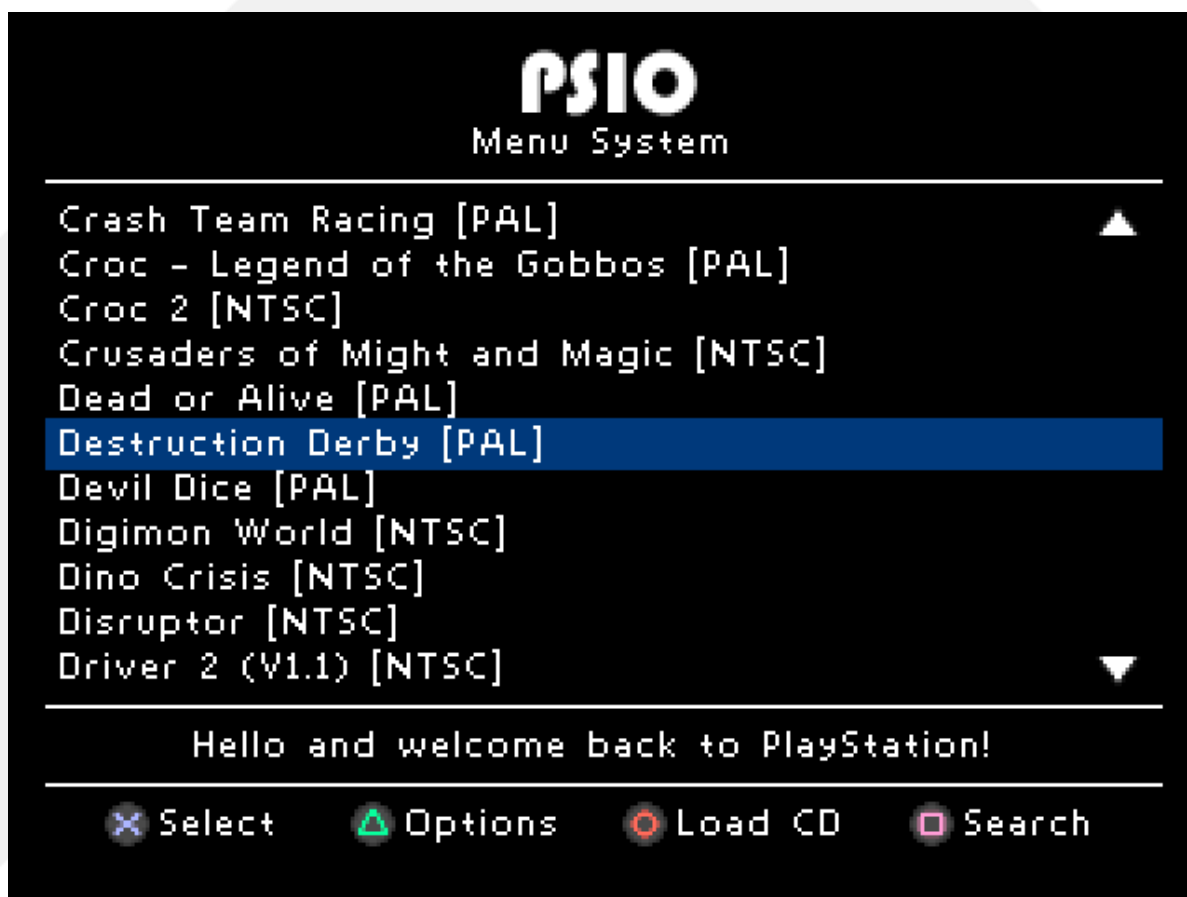 PSIO
Menu System
Crash Team Racing [PAL]
Croc - Legend of the Gobbos [PAL]
Croc 2 [NTSC]
Crusaders of Might and Magic [NTSC]
Dead or Alive [PAL]
Destruction Derby [PAL]
Devil Dice [PAL]
Digimon World [NTSC]
Dino Crisis [NTSC]
Disruptor [NTSC]
Driver 2 (V1.1) [NTSC]
Hello and welcome back to PlayStation!
Select Options Load CD Search